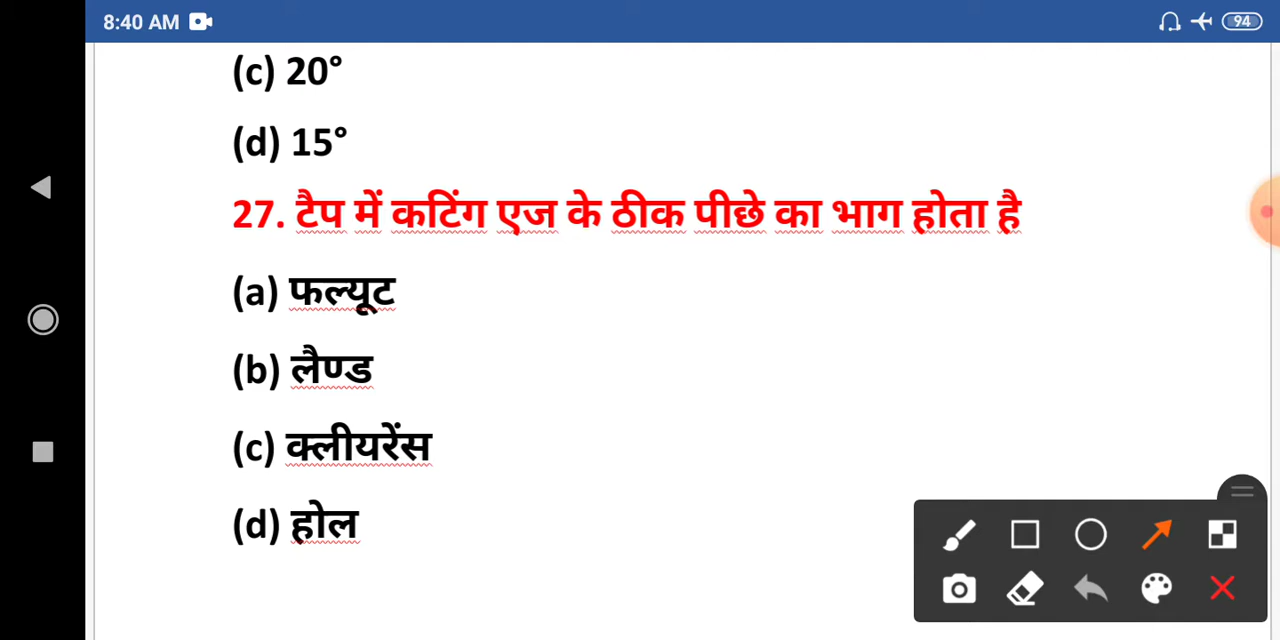 8:40 AM 94
(c) 20°
(d) 15°
27. टैप में कटिंग एज के ठीक पीछे का भाग होता है
(a) फल्यूट
(b) लैण्ड
(c) क्लीयरेंस
(d) होल